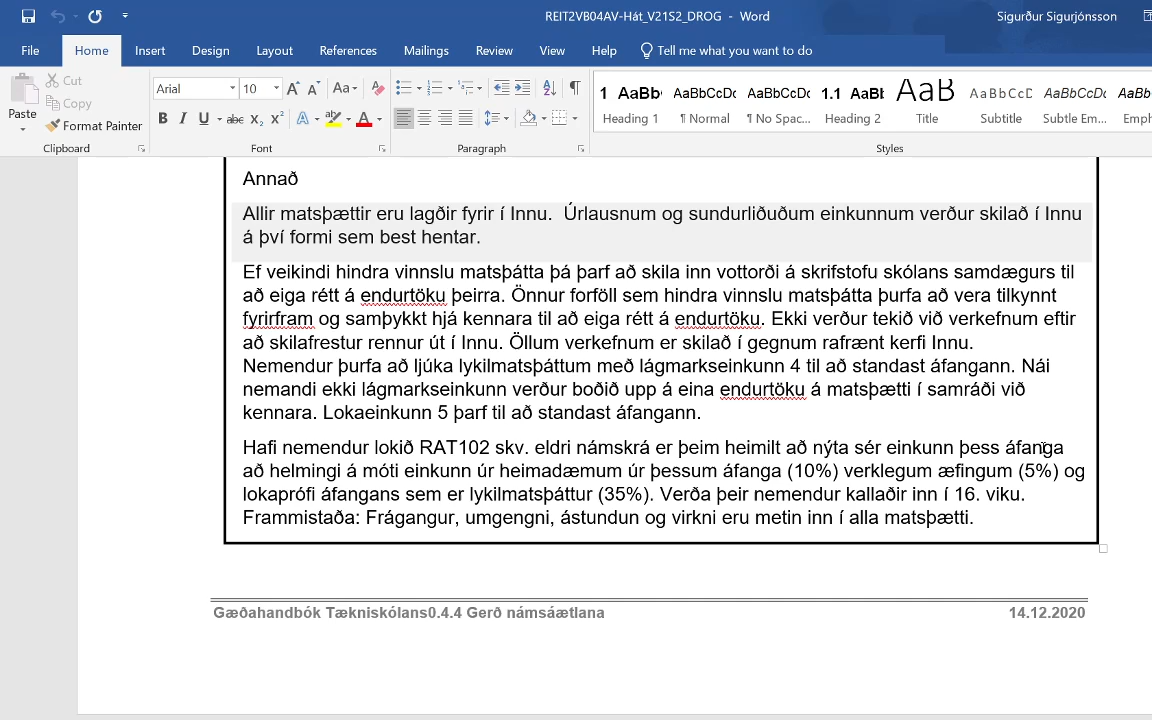 REIT2VB04AV-Hát_V21S2_DROG - Word
Sigurður Sigurjónsson
File Home Insert Design Layout References Mailings Review View Help Tell me what you want to do
Cut
Copy
Paste
Format Painter
Arial 10
Clipboard Font Paragraph Styles
1 AaBb AaBbCcDc AaBbCcDc 1.1 AaBb AaB AaBbCcD AaBbCcDc AaBb
Heading 1 ¶ Normal ¶ No Spac... Heading 2 Title Subtitle Subtle Em... Emph
Annað
Allir matsþættir eru lagðir fyrir í Innu.  Úrlausnum og sundurliðuðum einkunnum verður skilað í Innu
á því formi sem best hentar.
Ef veikindi hindra vinnslu matsþátta þá þarf að skila inn vottorði á skrifstofu skólans samdægurs til
að eiga rétt á endurtöku þeirra. Önnur forföll sem hindra vinnslu matsþátta þurfa að vera tilkynnt
fyrirfram og samþykkt hjá kennara til að eiga rétt á endurtöku. Ekki verður tekið við verkefnum eftir
að skilafrestur rennur út í Innu. Öllum verkefnum er skilað í gegnum rafrænt kerfi Innu.
Nemendur þurfa að ljúka lykilmatsþáttum með lágmarkseinkunn 4 til að standast áfangann. Nái
nemandi ekki lágmarkseinkunn verður boðið upp á eina endurtöku á matsþætti í samráði við
kennara. Lokaeinkunn 5 þarf til að standast áfangann.
Hafi nemendur lokið RAT102 skv. eldri námskrá er þeim heimilt að nýta sér einkunn þess áfanga
að helmingi á móti einkunn úr heimadæmum úr þessum áfanga (10%) verklegum æfingum (5%) og
lokaprófi áfangans sem er lykilmatsþáttur (35%). Verða þeir nemendur kallaðir inn í 16. viku.
Frammistaða: Frágangur, umgengni, ástundun og virkni eru metin inn í alla matsþætti.
Gæðahandbók Tækniskólans0.4.4 Gerð námsáætlana 14.12.2020